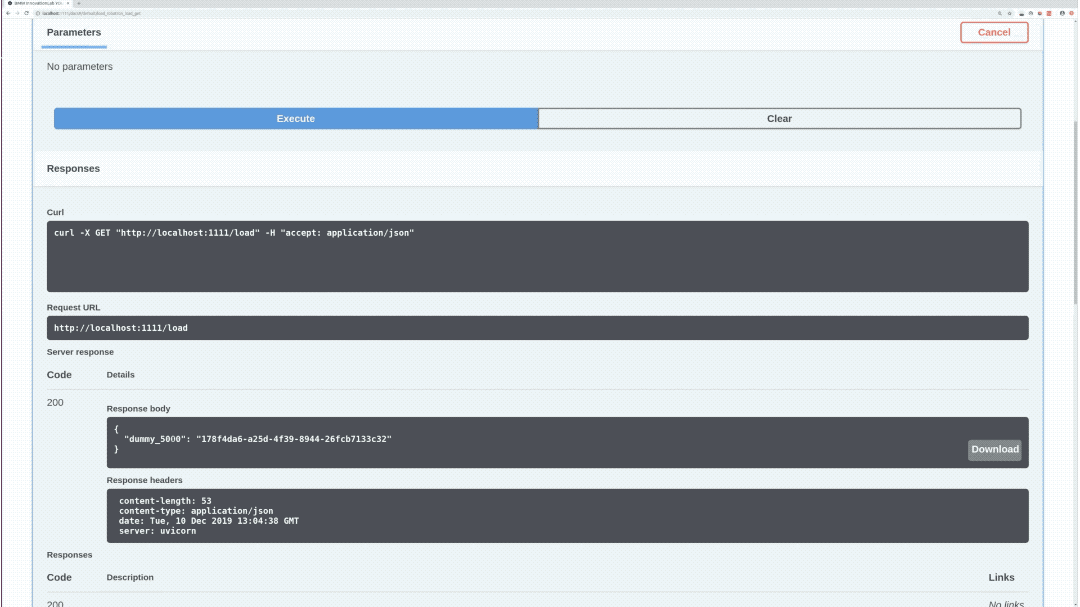 Parameters
Cancel
No parameters
Execute
Clear
Responses
Curl
curl -X GET "http://localhost:1111/load" -H "accept: application/json"
Request URL
http://localhost:1111/load
Server response
Code
Details
200
Response body
{
"dummy_5000": "178f4da6-a25d-4f39-8944-26fcb7133c32"
}
Download
Response headers
content-length: 53
content-type: application/json
date: Tue, 10 Dec 2019 13:04:38 GMT
server: uvicorn
Responses
Code
Description
Links
200
No links